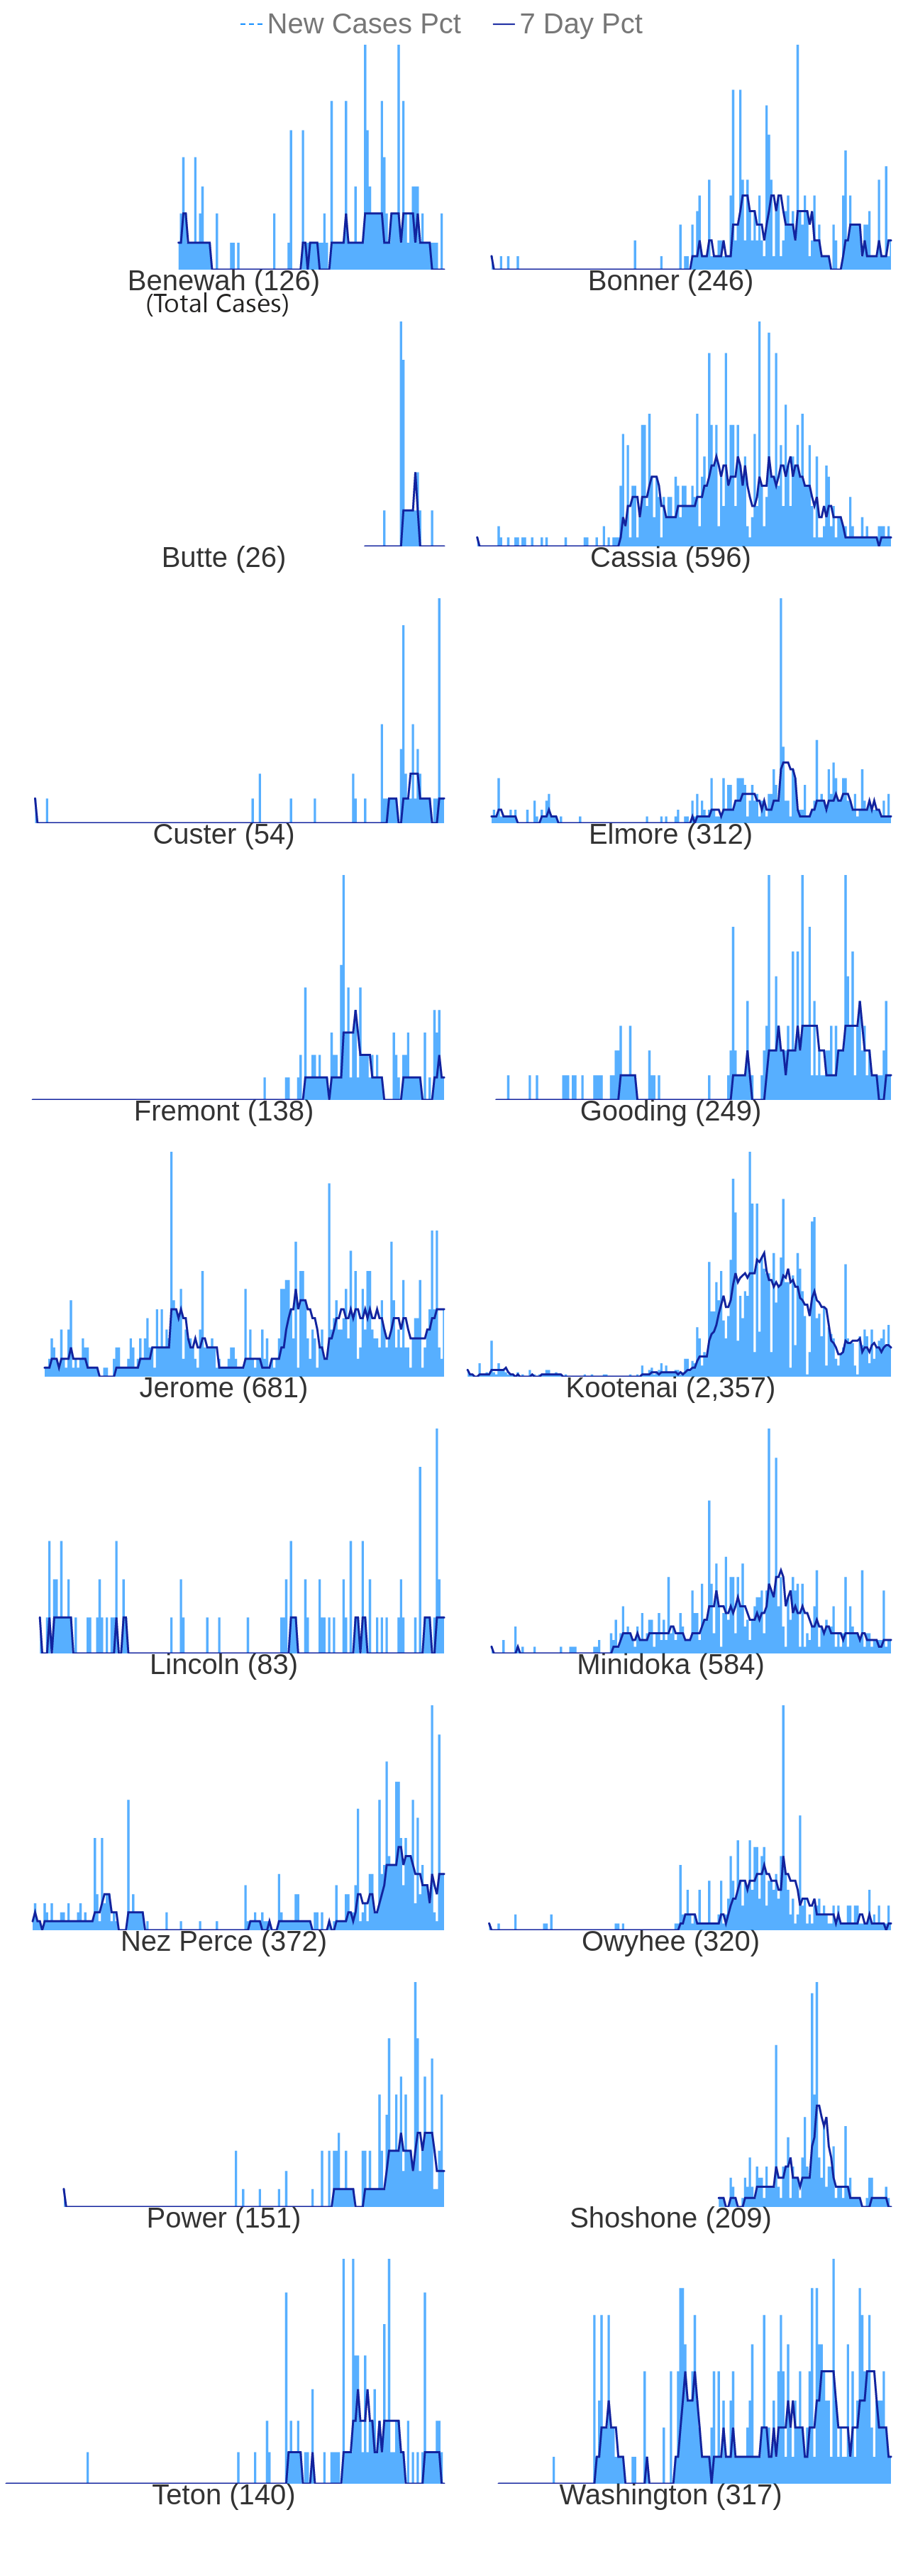 New Cases Pct 7 Day Pct
Benewah (126) Bonner (246)
(Total Cases)
Butte (26) Cassia (596)
Custer (54) Elmore (312)
Fremont (138) Gooding (249)
Jerome (681) Kootenai (2,357)
Lincoln (83) Minidoka (584)
Nez Perce (372) Owyhee (320)
Power (151) Shoshone (209)
Teton (140) Washington (317)